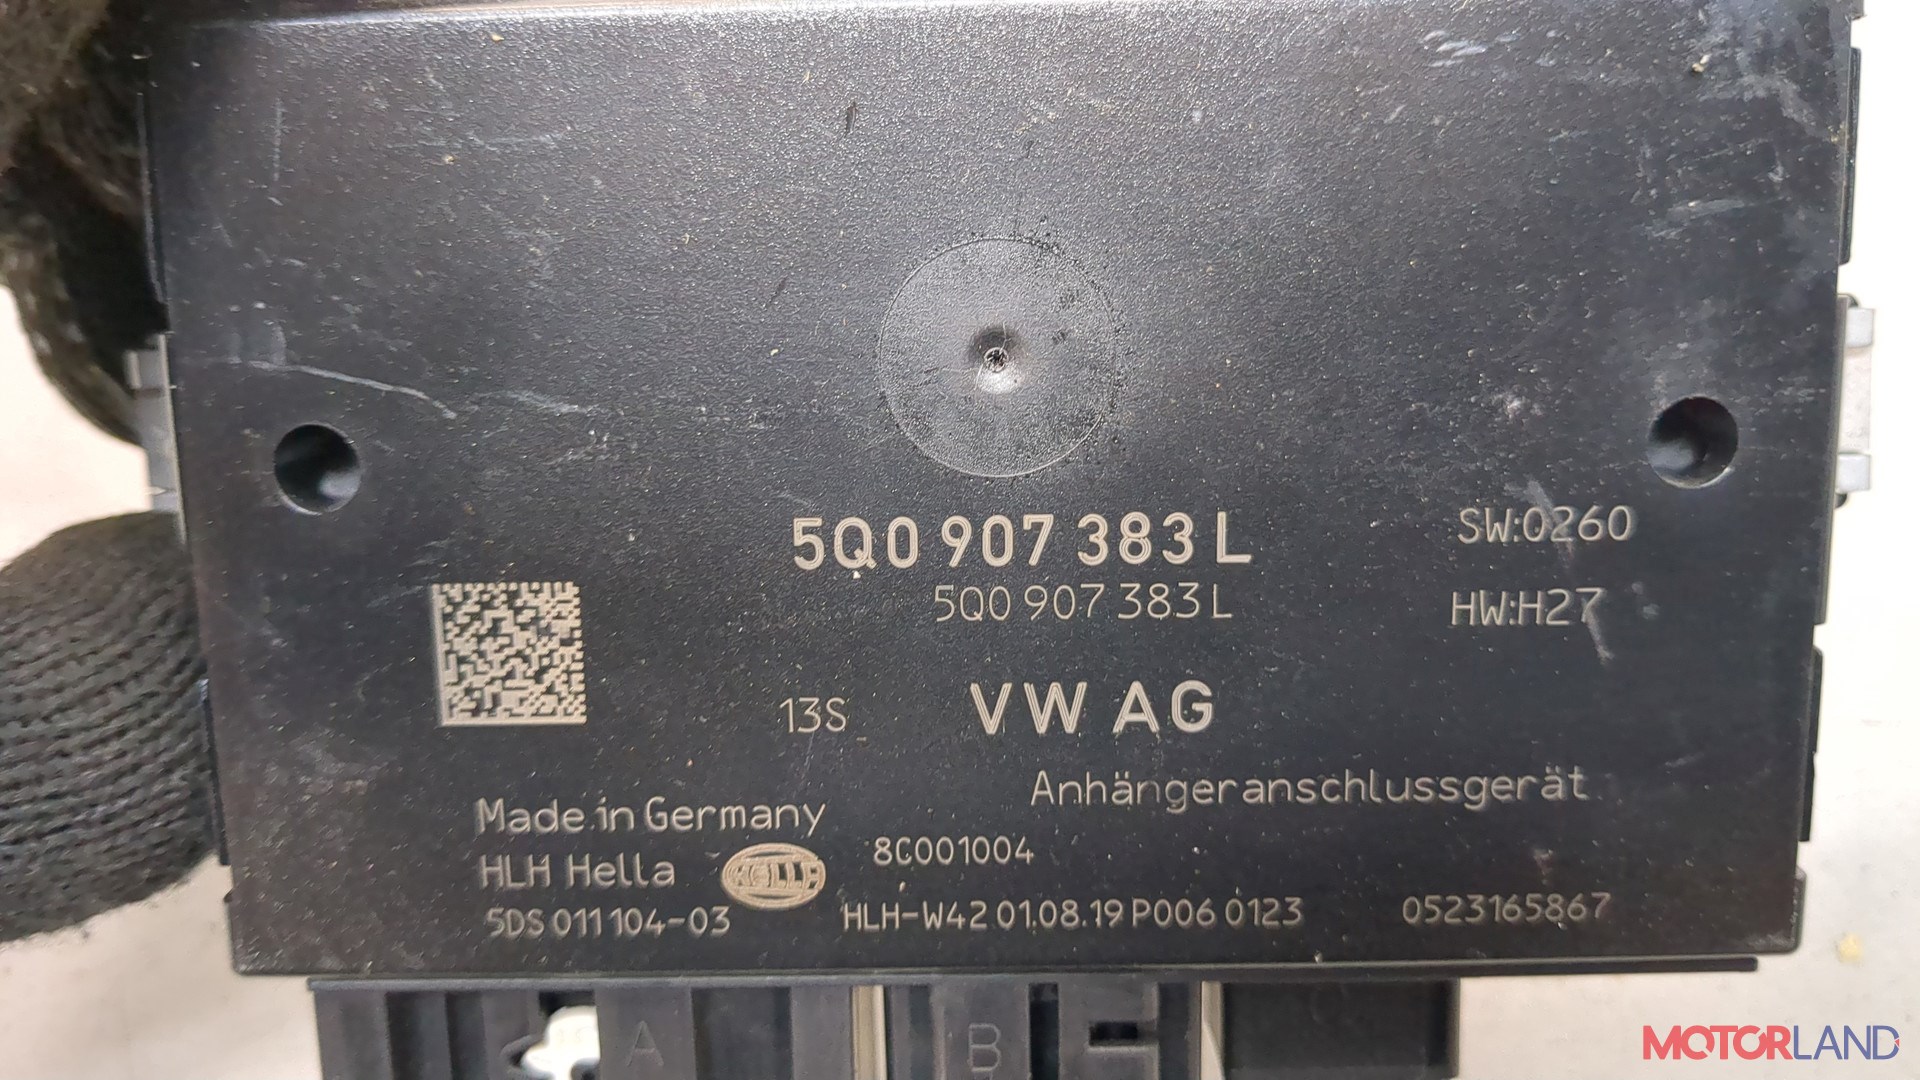 5Q0 907 383 L
SW:0260
5Q0 907 383 L
HW:H27
13S
VW AG
Anhängeranschlussgerät
Made in Germany
8C001004
HLH Hella
HELLA
5DS 011 104-03
HLH-W42 01.08.19 P006 0123
0523165867
A
B
MOTORLAND